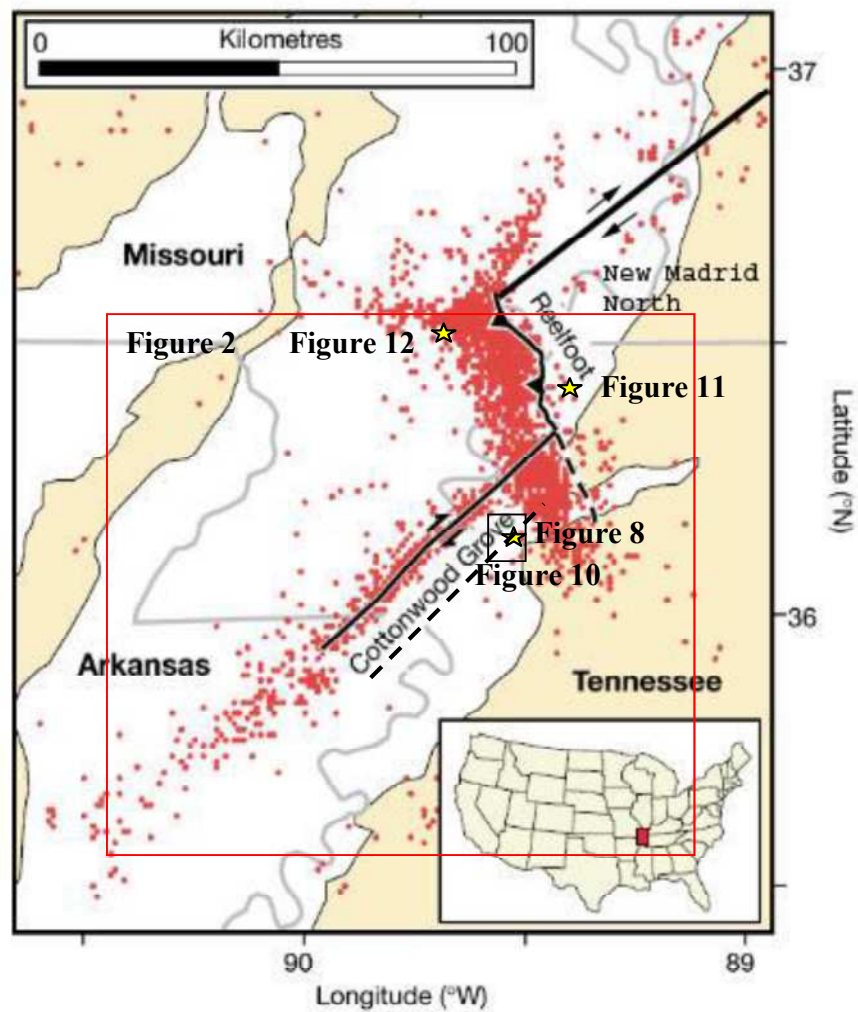 0 Kilometres 100
37
Missouri
New Madrid
North
Reelfoot
Figure 2
Figure 12
Figure 11
Latitude (°N)
Figure 8
Figure 10
Cottonwood Grove
36
Arkansas
Tennessee
90
89
Longitude (°W)